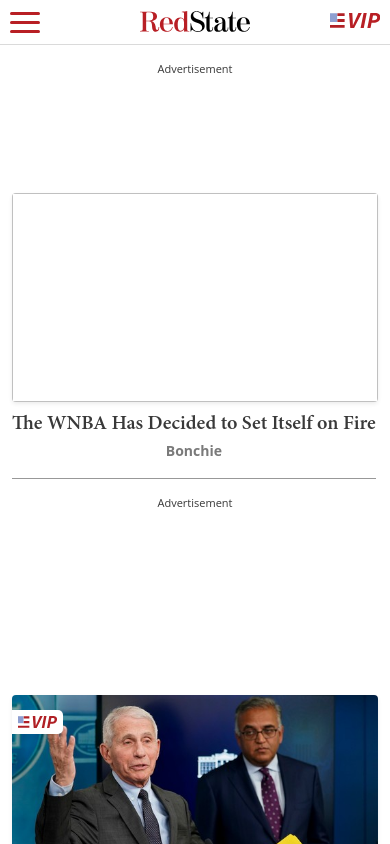 RedState
VIP
Advertisement
The WNBA Has Decided to Set Itself on Fire
Bonchie
Advertisement
VIP